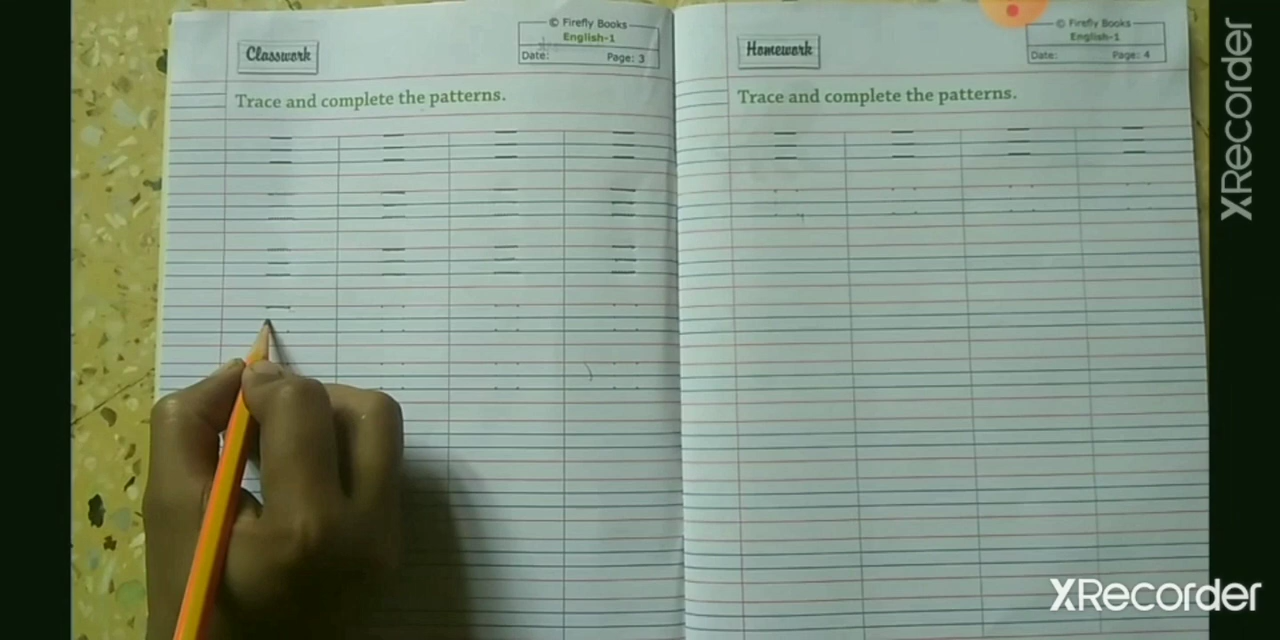 Classwork
© Firefly Books
English-1
Date:
Page: 3
Trace and complete the patterns.
Homework
© Firefly Books
English-1
Date:
Page: 4
Trace and complete the patterns.
XRecorder
XRecorder